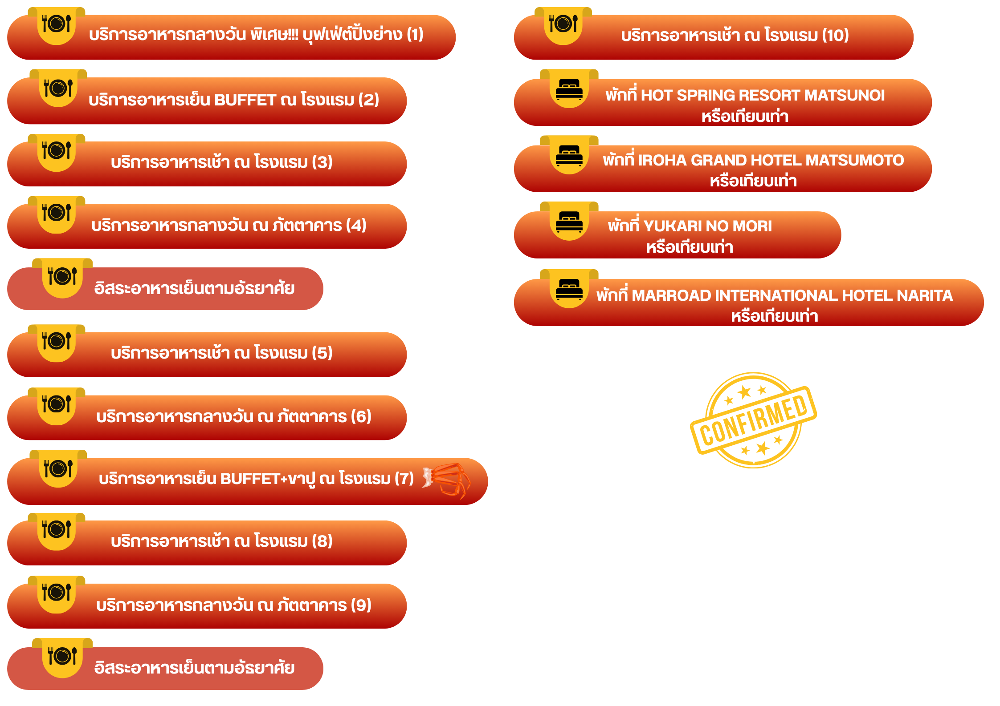 บริการอาหารกลางวัน พิเศษ!!! บุฟเฟ่ต์ปิ้งย่าง (1)
บริการอาหารเย็น BUFFET ณ โรงแรม (2)
บริการอาหารเช้า ณ โรงแรม (3)
บริการอาหารกลางวัน ณ ภัตตาคาร (4)
อิสระอาหารเย็นตามอัธยาศัย
บริการอาหารเช้า ณ โรงแรม (5)
บริการอาหารกลางวัน ณ ภัตตาคาร (6)
บริการอาหารเย็น BUFFET+ขาปู ณ โรงแรม (7)
บริการอาหารเช้า ณ โรงแรม (8)
บริการอาหารกลางวัน ณ ภัตตาคาร (9)
อิสระอาหารเย็นตามอัธยาศัย
บริการอาหารเช้า ณ โรงแรม (10)
พักที่ HOT SPRING RESORT MATSUNOI
หรือเทียบเท่า
พักที่ IROHA GRAND HOTEL MATSUMOTO
หรือเทียบเท่า
พักที่ YUKARI NO MORI
หรือเทียบเท่า
พักที่ MARROAD INTERNATIONAL HOTEL NARITA
หรือเทียบเท่า
CONFIRMED